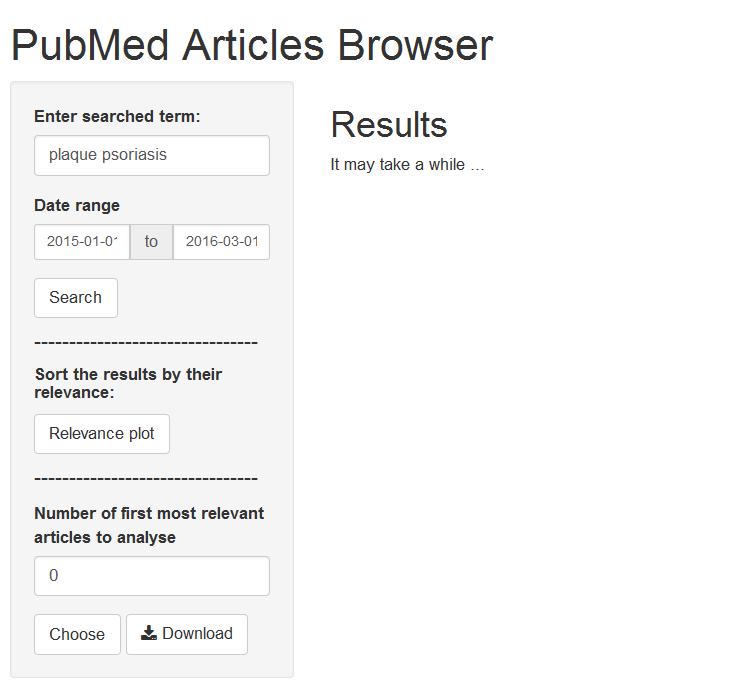 PubMed Articles Browser
Enter searched term:
plaque psoriasis
Date range
2015-01-01 to 2016-03-01
Search
--------------------------------
Sort the results by their
relevance:
Relevance plot
--------------------------------
Number of first most relevant
articles to analyse
0
Choose Download
Results
It may take a while ...